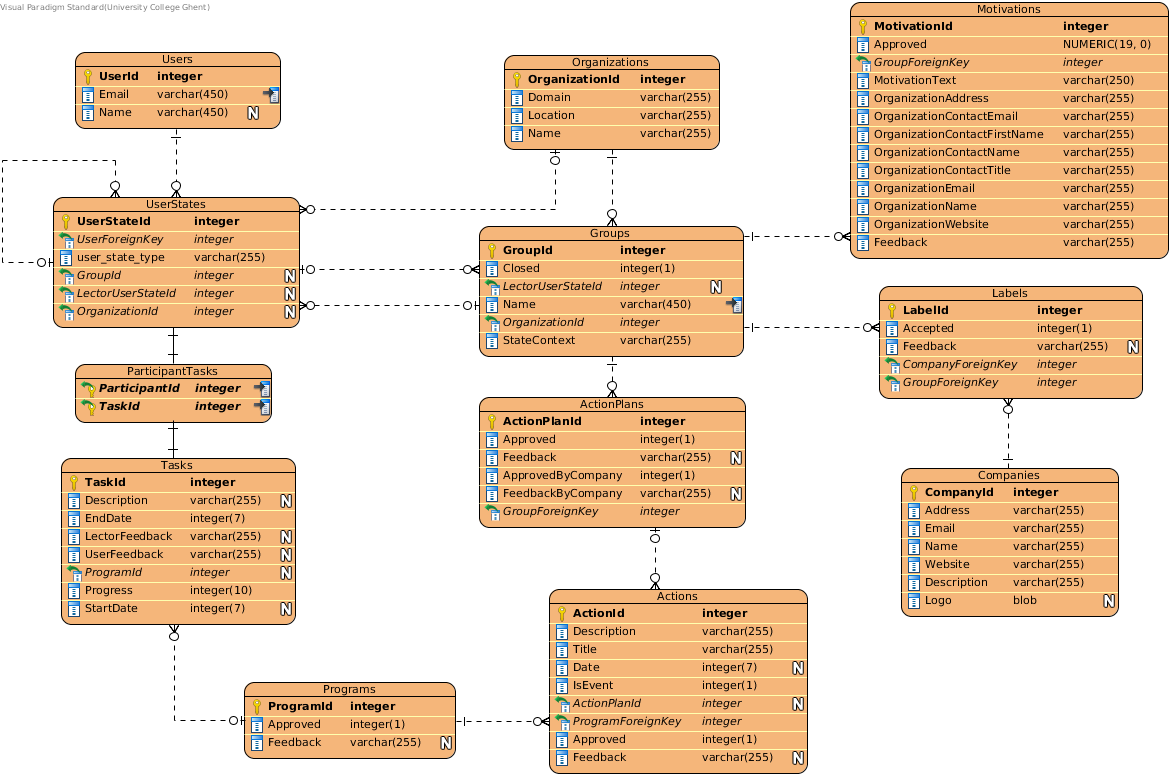 Visual Paradigm Standard(University College Ghent)
Users
UserId integer
Email varchar(450)
Name varchar(450) N
Organizations
OrganizationId integer
Domain varchar(255)
Location varchar(255)
Name varchar(255)
Motivations
MotivationId integer
Approved NUMERIC(19, 0)
GroupForeignKey integer
MotivationText varchar(250)
OrganizationAddress varchar(255)
OrganizationContactEmail varchar(255)
OrganizationContactFirstName varchar(255)
OrganizationContactName varchar(255)
OrganizationContactTitle varchar(255)
OrganizationEmail varchar(255)
OrganizationName varchar(255)
OrganizationWebsite varchar(255)
Feedback varchar(255)
UserStates
UserStateId integer
UserForeignKey integer
user_state_type varchar(255)
GroupId integer N
LectorUserStateId integer N
OrganizationId integer N
Groups
GroupId integer
Closed integer(1)
LectorUserStateId integer N
Name varchar(450)
OrganizationId integer
StateContext varchar(255)
Labels
LabelId integer
Accepted integer(1)
Feedback varchar(255) N
CompanyForeignKey integer
GroupForeignKey integer
ParticipantTasks
ParticipantId integer
TaskId integer
ActionPlans
ActionPlanId integer
Approved integer(1)
Feedback varchar(255) N
ApprovedByCompany integer(1)
FeedbackByCompany varchar(255) N
GroupForeignKey integer
Tasks
TaskId integer
Description varchar(255) N
EndDate integer(7)
LectorFeedback varchar(255) N
UserFeedback varchar(255) N
ProgramId integer N
Progress integer(10)
StartDate integer(7) N
Companies
CompanyId integer
Address varchar(255)
Email varchar(255)
Name varchar(255)
Website varchar(255)
Description varchar(255)
Logo blob N
Actions
ActionId integer
Description varchar(255)
Title varchar(255)
Date integer(7) N
IsEvent integer(1)
ActionPlanId integer N
ProgramForeignKey integer
Approved integer(1)
Feedback varchar(255) N
Programs
ProgramId integer
Approved integer(1)
Feedback varchar(255) N